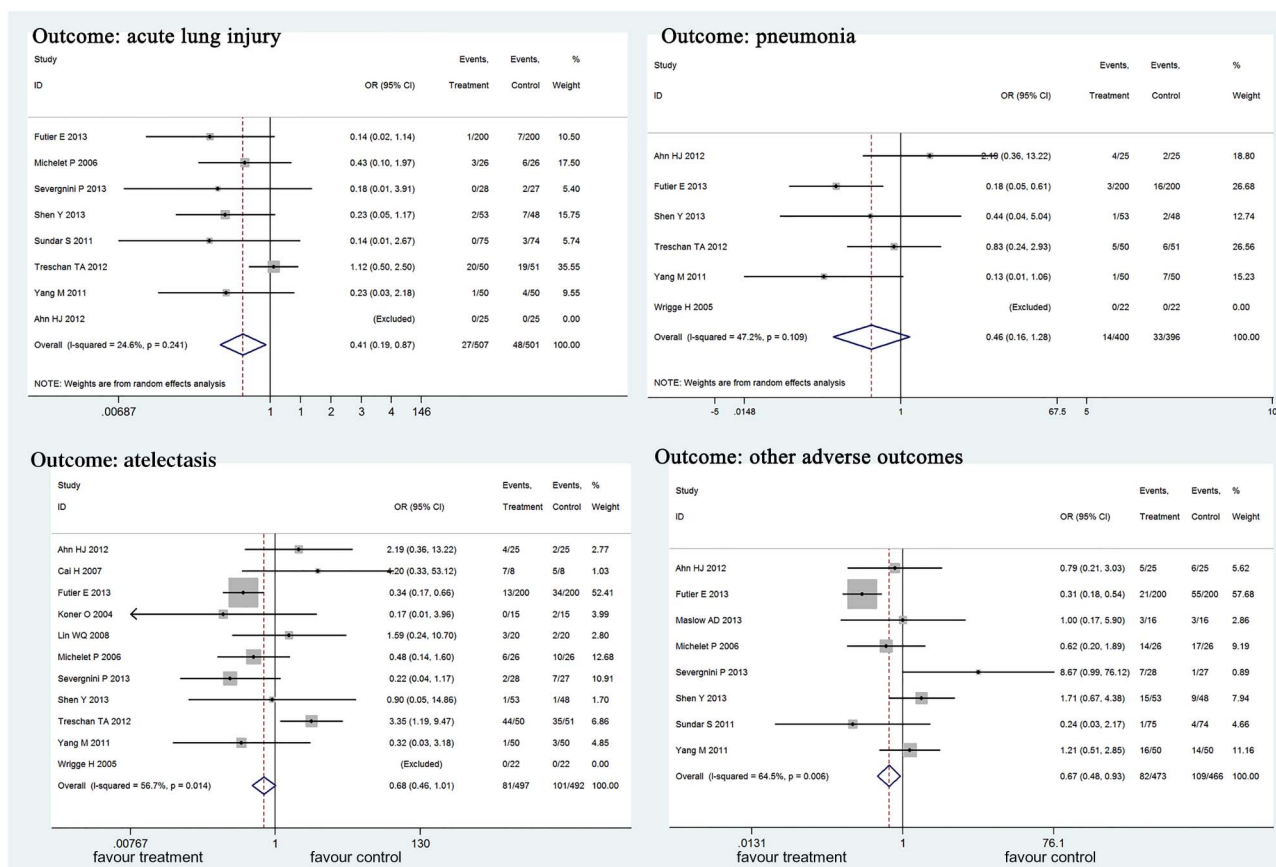 Outcome: acute lung injury
Study Events, Events, %
ID OR (95% CI) Treatment Control Weight
Futier E 2013 0.14 (0.02, 1.14) 1/200 7/200 10.50
Michelet P 2006 0.43 (0.10, 1.97) 3/26 6/26 17.50
Severgnini P 2013 0.18 (0.01, 3.91) 0/28 2/27 5.40
Shen Y 2013 0.23 (0.05, 1.17) 2/53 7/48 15.75
Sundar S 2011 0.14 (0.01, 2.67) 0/75 3/74 5.74
Treschan TA 2012 1.12 (0.50, 2.50) 20/50 19/51 35.55
Yang M 2011 0.23 (0.03, 2.18) 1/50 4/50 9.55
Ahn HJ 2012 (Excluded) 0/25 0/25 0.00
Overall (I-squared = 24.6%, p = 0.241) 0.41 (0.19, 0.87) 27/507 48/501 100.00
NOTE: Weights are from random effects analysis
.00687 1 1 2 3 4 146
Outcome: pneumonia
Study Events, Events, %
ID OR (95% CI) Treatment Control Weight
Ahn HJ 2012 2.19 (0.36, 13.22) 4/25 2/25 18.80
Futier E 2013 0.18 (0.05, 0.61) 3/200 16/200 26.68
Shen Y 2013 0.44 (0.04, 5.04) 1/53 2/48 12.74
Treschan TA 2012 0.83 (0.24, 2.93) 5/50 6/51 26.56
Yang M 2011 0.13 (0.01, 1.06) 1/50 7/50 15.23
Wrigge H 2005 (Excluded) 0/22 0/22 0.00
Overall (I-squared = 47.2%, p = 0.109) 0.46 (0.16, 1.28) 14/400 33/396 100.00
NOTE: Weights are from random effects analysis
-5 .0148 1 67.5 5 10
Outcome: atelectasis
Study Events, Events, %
ID OR (95% CI) Treatment Control Weight
Ahn HJ 2012 2.19 (0.36, 13.22) 4/25 2/25 2.77
Cai H 2007 4.20 (0.33, 53.12) 7/8 5/8 1.03
Futier E 2013 0.34 (0.17, 0.66) 13/200 34/200 52.41
Koner O 2004 0.17 (0.01, 3.96) 0/15 2/15 3.99
Lin WQ 2008 1.59 (0.24, 10.70) 3/20 2/20 2.80
Michelet P 2006 0.48 (0.14, 1.60) 6/26 10/26 12.68
Severgnini P 2013 0.22 (0.04, 1.17) 2/28 7/27 10.91
Shen Y 2013 0.90 (0.05, 14.86) 1/53 1/48 1.70
Treschan TA 2012 3.35 (1.19, 9.47) 44/50 35/51 6.86
Yang M 2011 0.32 (0.03, 3.18) 1/50 3/50 4.85
Wrigge H 2005 (Excluded) 0/22 0/22 0.00
Overall (I-squared = 56.7%, p = 0.014) 0.68 (0.46, 1.01) 81/497 101/492 100.00
.00767 1 130
favour treatment favour control
Outcome: other adverse outcomes
Study Events, Events, %
ID OR (95% CI) Treatment Control Weight
Ahn HJ 2012 0.79 (0.21, 3.03) 5/25 6/25 5.62
Futier E 2013 0.31 (0.18, 0.54) 21/200 55/200 57.68
Maslow AD 2013 1.00 (0.17, 5.90) 3/16 3/16 2.86
Michelet P 2006 0.62 (0.20, 1.89) 14/26 17/26 9.19
Severgnini P 2013 8.67 (0.99, 76.12) 7/28 1/27 0.89
Shen Y 2013 1.71 (0.67, 4.38) 15/53 9/48 7.94
Sundar S 2011 0.24 (0.03, 2.17) 1/75 4/74 4.66
Yang M 2011 1.21 (0.51, 2.85) 16/50 14/50 11.16
Overall (I-squared = 64.5%, p = 0.006) 0.67 (0.48, 0.93) 82/473 109/466 100.00
.0131 1 76.1
favour treatment favour control